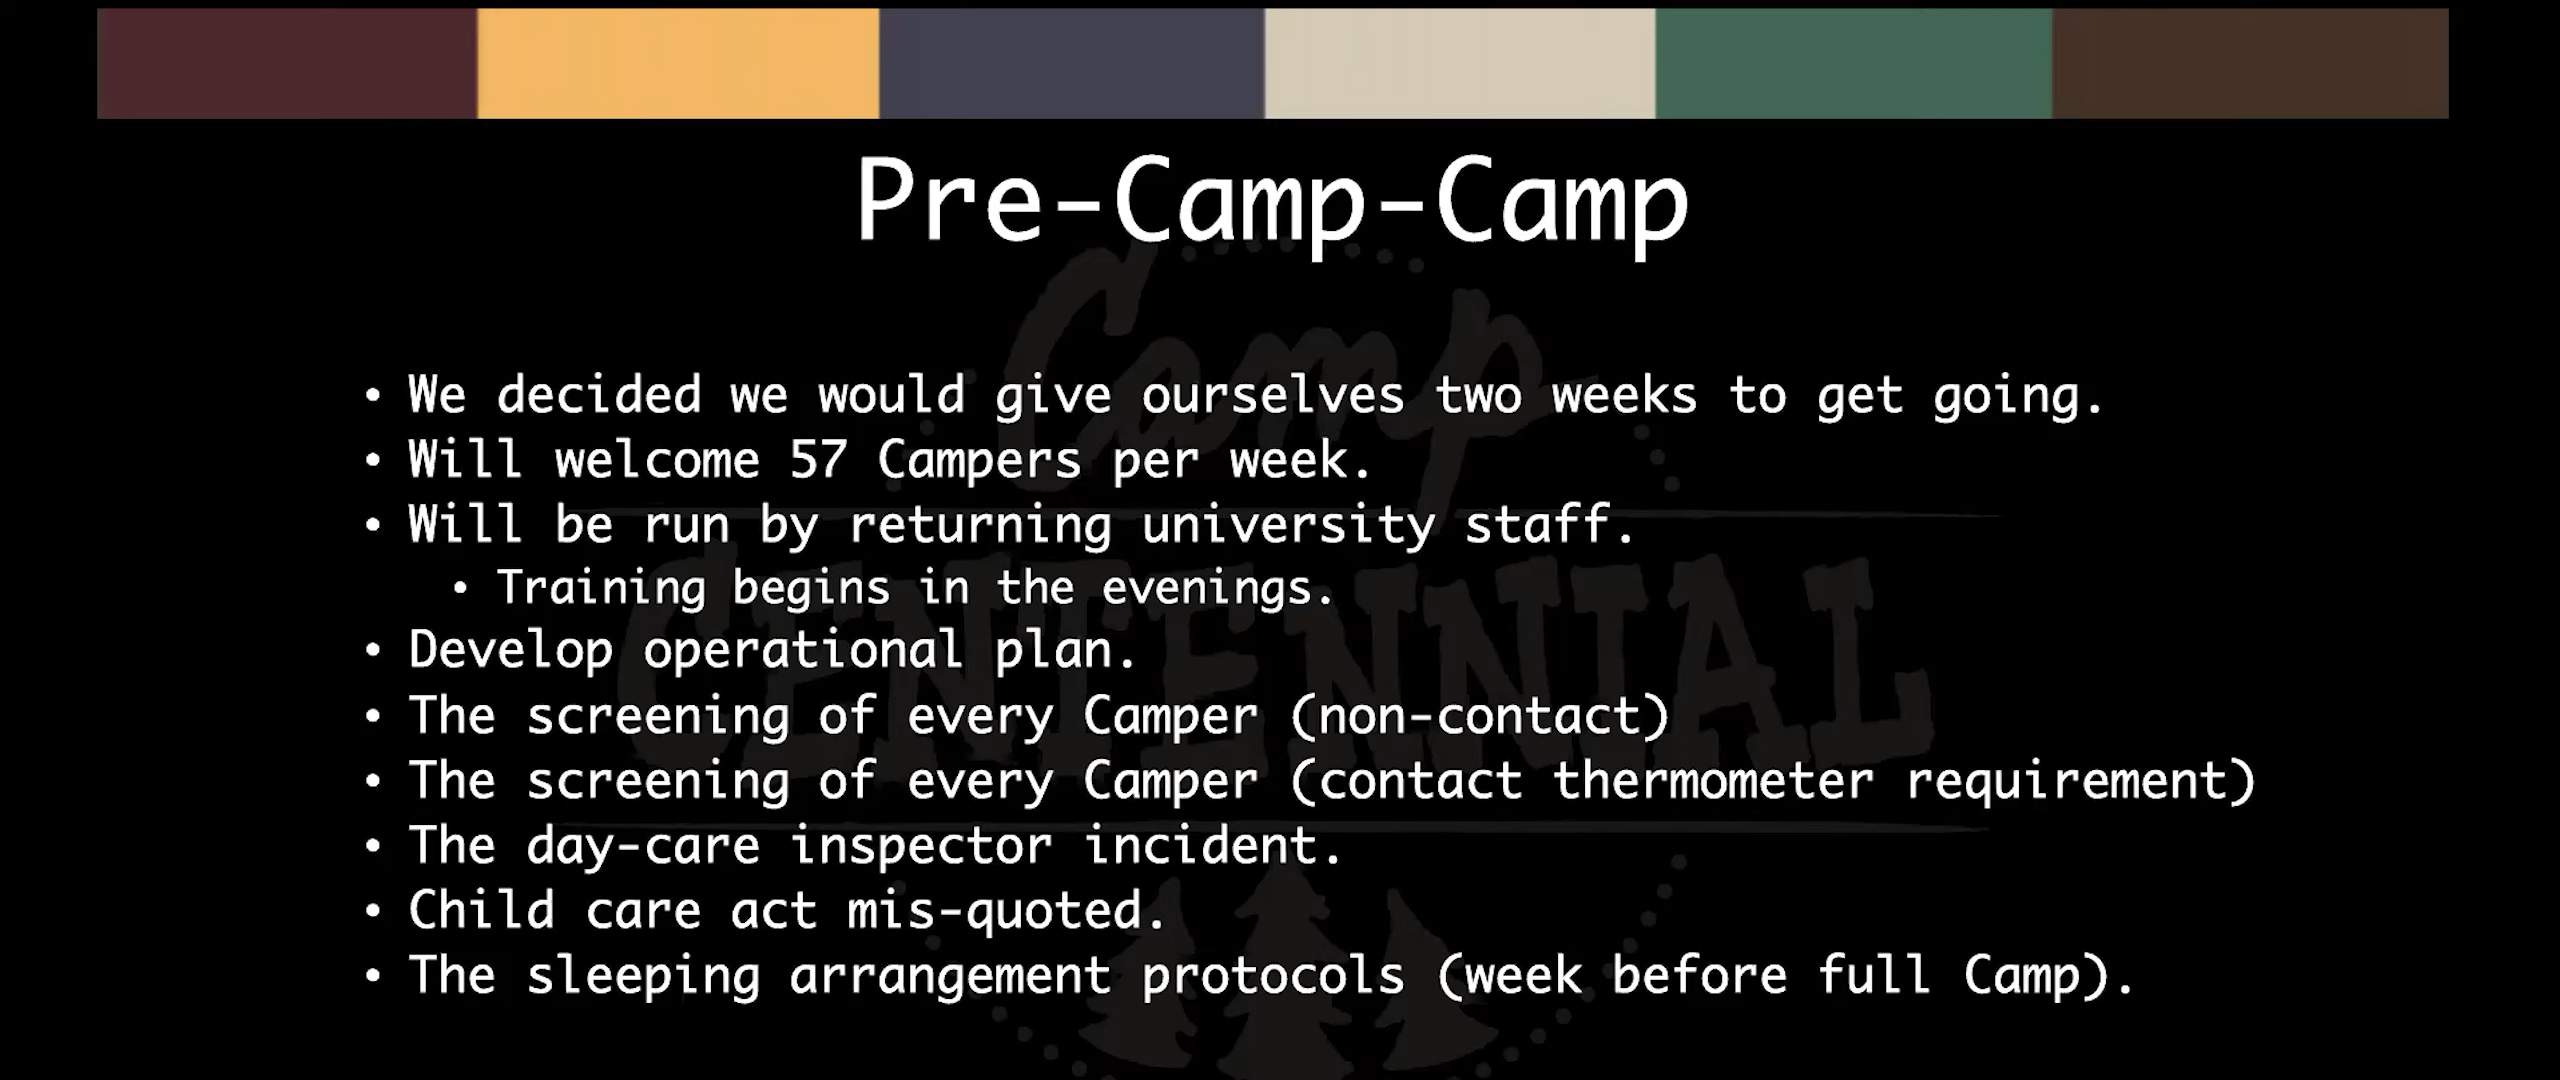 Pre-Camp-Camp
Camp
CENTENNIAL
• We decided we would give ourselves two weeks to get going.
• Will welcome 57 Campers per week.
• Will be run by returning university staff.
• Training begins in the evenings.
• Develop operational plan.
• The screening of every Camper (non-contact)
• The screening of every Camper (contact thermometer requirement)
• The day-care inspector incident.
• Child care act mis-quoted.
• The sleeping arrangement protocols (week before full Camp).